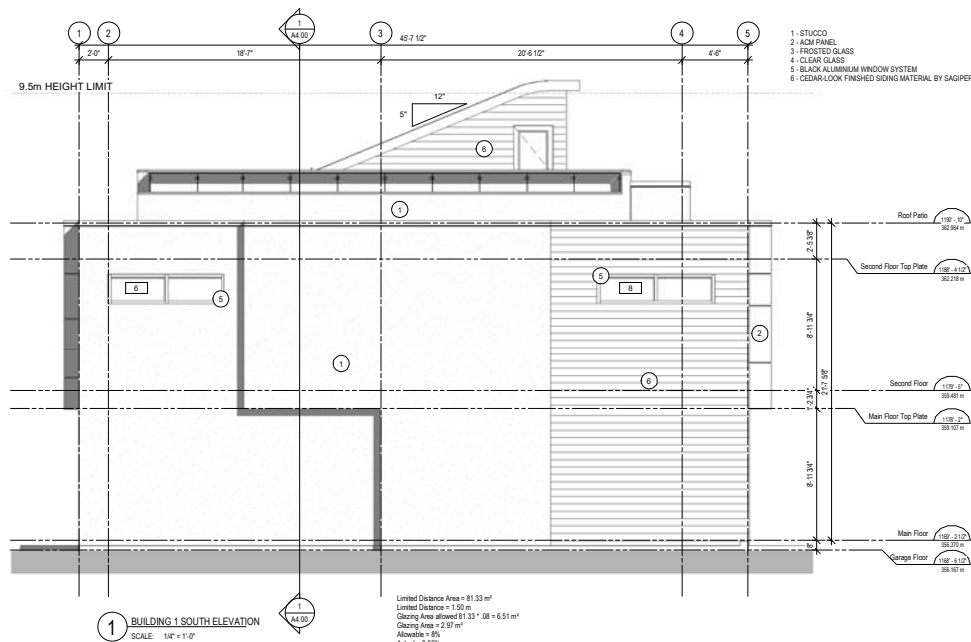 1
2
1
A4.00
3
4
5
45'-7 1/2"
2'-0"
18'-7"
20'-6 1/2"
4'-6"
1 - STUCCO
2 - ACM PANEL
3 - FROSTED GLASS
4 - CLEAR GLASS
5 - BLACK ALUMINIUM WINDOW SYSTEM
6 - CEDAR-LOOK FINISHED SIDING MATERIAL BY SAGIPER
9.5m HEIGHT LIMIT
12"
5"
6
1
Roof Patio
1190' - 10"
362.964 m
2'-5 3/8"
Second Floor Top Plate
1188' - 4 1/2"
362.218 m
6
5
5
8
8'-11 3/4"
2
1
6
21'-7 5/8"
Second Floor
1179' - 5"
359.481 m
1'-2 3/4"
Main Floor Top Plate
1178' - 2"
359.107 m
8'-11 3/4"
Main Floor
1169' - 2 1/2"
356.370 m
8"
Garage Floor
1168' - 6 1/2"
356.167 m
1
BUILDING 1 SOUTH ELEVATION
SCALE: 1/4" = 1'-0"
1
A4.00
Limited Distance Area = 81.33 m²
Limited Distance = 1.50 m
Glazing Area allowed 81.33 * .08 = 6.51 m²
Glazing Area = 2.97 m²
Allowable = 8%